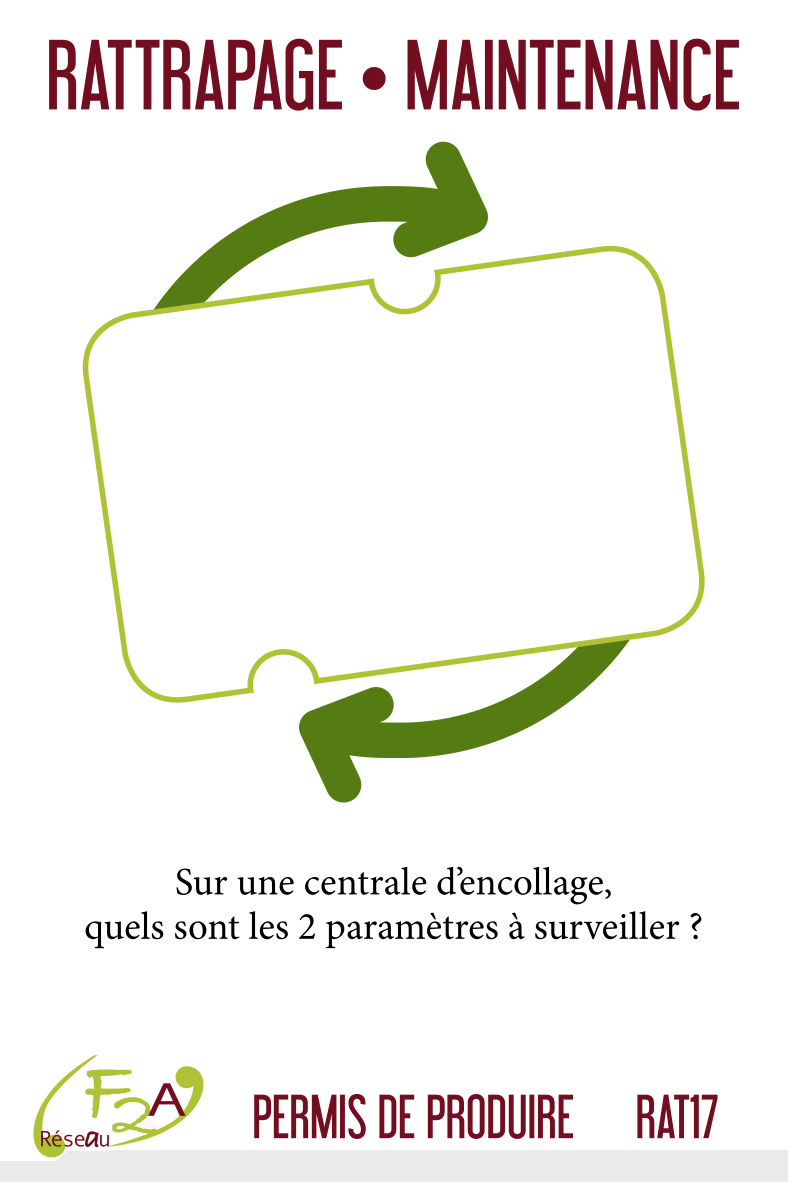 RATTRAPAGE • MAINTENANCE
Sur une centrale d’encollage,
quels sont les 2 paramètres à surveiller ?
F2A
Réseau
PERMIS DE PRODUIRE RAT17